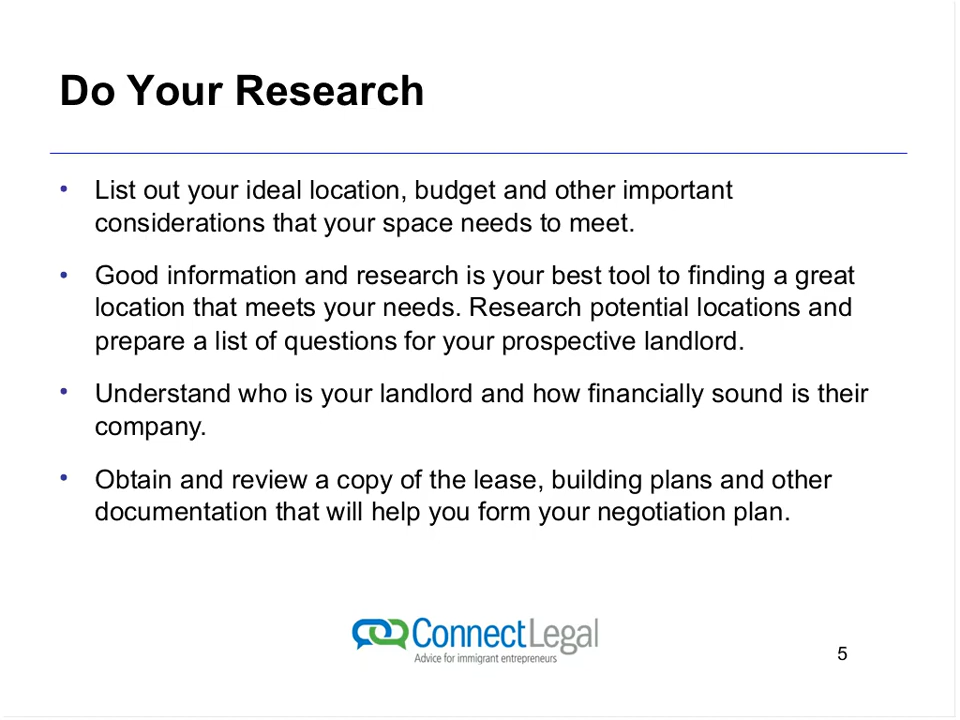 Do Your Research
• List out your ideal location, budget and other important
considerations that your space needs to meet.
• Good information and research is your best tool to finding a great
location that meets your needs. Research potential locations and
prepare a list of questions for your prospective landlord.
• Understand who is your landlord and how financially sound is their
company.
• Obtain and review a copy of the lease, building plans and other
documentation that will help you form your negotiation plan.
ConnectLegal
Advice for immigrant entrepreneurs
5